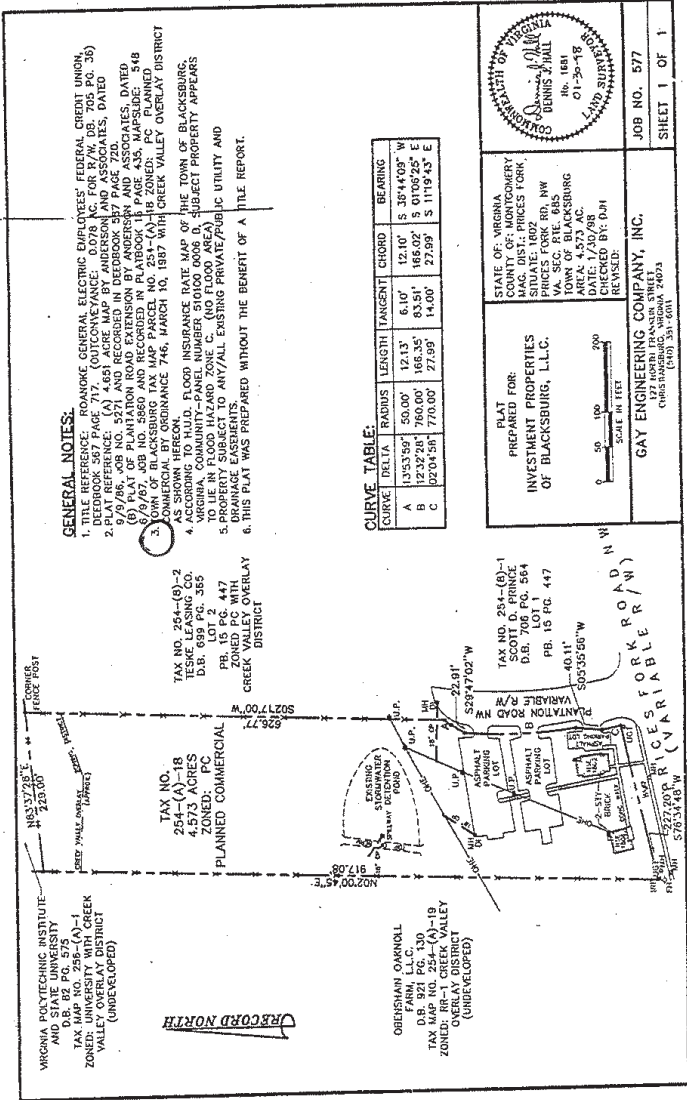 GENERAL NOTES:
1. TITLE REFERENCE: ROANOKE GENERAL ELECTRIC EMPLOYEES' FEDERAL CREDIT UNION,
DEEDBOOK 567 PAGE 717. (OUTCONVEYANCE: 0.078 AC. FOR R/W, DB. 705 PG. 36)
2. PLAT REFERENCE: (A) 4.651 ACRE MAP BY ANDERSON AND ASSOCIATES, DATED
9/9/86, JOB NO. 5271 AND RECORDED IN DEEDBOOK 567 PAGE 720.
(B) PLAT OF PLANTATION ROAD EXTENSION BY ANDERSON AND ASSOCIATES, DATED
6/9/87, JOB NO. 5860 AND RECORDED IN PLATBOOK 15 PAGE 435, MAPSLIDE: 548
3. TOWN OF BLACKSBURG TAX MAP PARCEL NO. 254-(A)-18 ZONED: PC PLANNED
COMMERCIAL BY ORDINANCE 746, MARCH 10, 1987 WITH CREEK VALLEY OVERLAY DISTRICT
AS SHOWN HEREON.
4. ACCORDING TO H.U.D. FLOOD INSURANCE RATE MAP OF THE TOWN OF BLACKSBURG,
VIRGINIA, COMMUNITY-PANEL NUMBER 510100 0006 B, SUBJECT PROPERTY APPEARS
TO LIE IN FLOOD HAZARD ZONE C. (NO FLOOD AREA)
5. PROPERTY SUBJECT TO ANY/ALL EXISTING PRIVATE/PUBLIC UTILITY AND
DRAINAGE EASEMENTS.
6. THIS PLAT WAS PREPARED WITHOUT THE BENEFIT OF A TITLE REPORT.
CURVE TABLE:
CURVE DELTA RADIUS LENGTH TANGENT CHORD BEARING
A 13°53'59" 50.00' 12.13' 6.10' 12.10' S 36°44'09" W
B 12°32'28" 760.00' 166.35' 83.51' 166.02' S 01°06'25" E
C 02°04'58" 770.00' 27.99' 14.00' 27.99' S 11°19'43" E
PLAT
PREPARED FOR:
INVESTMENT PROPERTIES
OF BLACKSBURG, L.L.C.
0 50 100 200
SCALE IN FEET
STATE OF: VIRGINIA
COUNTY OF: MONTGOMERY
MAG. DIST.: PRICES FORK
SITUATE: 1602
PRICES FORK RD. NW
VA. SEC. RTE. 685
TOWN OF BLACKSBURG
AREA: 4.573 AC.
DATE: 1/30/98
CHECKED BY: DJH
REVISED:
COMMONWEALTH OF VIRGINIA
Dennis J. Hall
DENNIS J. HALL
No. 1681
01-30-98
LAND SURVEYOR
GAY ENGINEERING COMPANY, INC.
127 NORTH FRANKLIN STREET
CHRISTIANSBURG, VIRGINIA 24073
(540) 381-6011
JOB NO. 577
SHEET 1 OF 1
VIRGINIA POLYTECHNIC INSTITUTE
AND STATE UNIVERSITY
D.B. 82 PG. 575
TAX MAP NO. 256-(A)-1
ZONED: UNIVERSITY WITH CREEK
VALLEY OVERLAY DISTRICT
(UNDEVELOPED)
N83°37'28"E
229.00'
CORNER
FENCE POST
CREEK VALLEY OVERLAY
(APPROX.)
TAX NO.
254-(A)-18
4.573 ACRES
ZONED: PC
PLANNED COMMERCIAL
S02°17'00"W
626.77'
N02°00'45"E
917.08'
TAX NO. 254-(8)-2
TESKE LEASING CO.
D.B. 699 PG. 365
LOT 2
PB. 15 PG. 447
ZONED PC WITH
CREEK VALLEY OVERLAY
DISTRICT
RECORD NORTH
EXISTING
STORMWATER
DETENTION
POND
SPILLWAY
OBENSHAIN OAKNOLL
FARM, L.L.C.
D.B. 921 PG. 130
TAX MAP NO. 254-(A)-19
ZONED: RR-1 CREEK VALLEY
OVERLAY DISTRICT
(UNDEVELOPED)
TAX NO. 254-(8)-1
SCOTT D. PRINCE
D.B. 706 PG. 564
LOT 1
PB. 15 PG. 447
U.P.
U.P.
U.P.
U.P.
MH
MH
22.91'
S29°47'02"W
A
B
C
PLANTATION ROAD NW
VARIABLE R/W
ASPHALT
PARKING
LOT
ASPHALT
PARKING
LOT
2-STY
BRICK
40.11'
S05°35'56"W
227.20'
S76°34'48"W
PRICES FORK ROAD NW
(VARIABLE R/W)